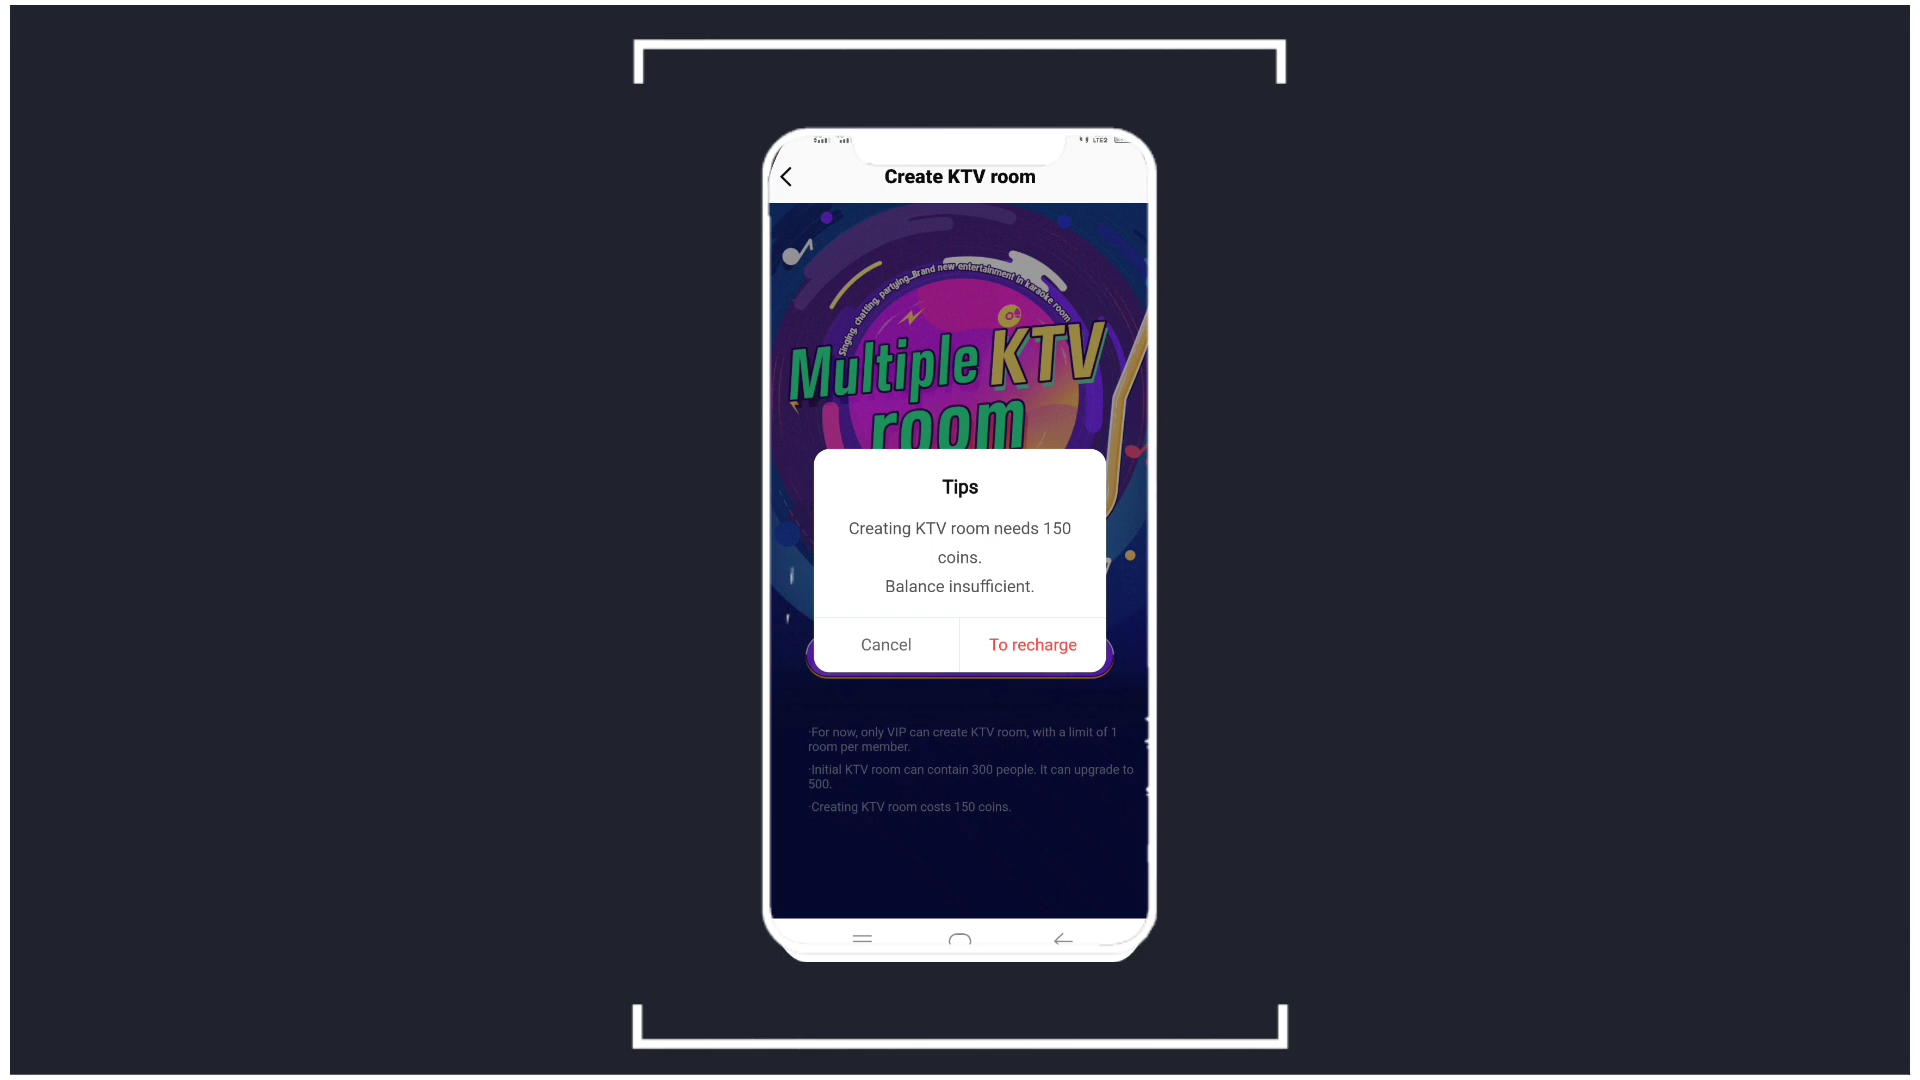 LTE2
Create KTV room
Singing, chatting, partying...Brand new entertainment in karaoke room
Multiple KTV
room
Tips
Creating KTV room needs 150
coins.
Balance insufficient.
Cancel
To recharge
·For now, only VIP can create KTV room, with a limit of 1
room per member.
·Initial KTV room can contain 300 people. It can upgrade to
500.
·Creating KTV room costs 150 coins.